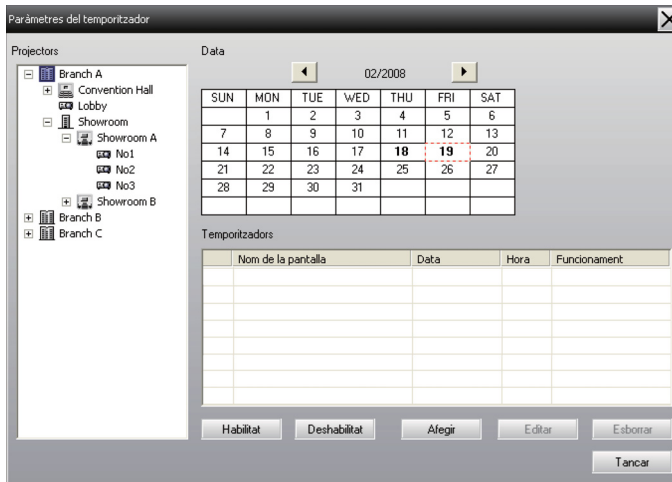 Paràmetres del temporitzador
Projectors
Branch A
Convention Hall
Lobby
Showroom
Showroom A
No1
No2
No3
Showroom B
Branch B
Branch C
Data
02/2008
SUN MON TUE WED THU FRI SAT
1 2 3 4 5 6
7 8 9 10 11 12 13
14 15 16 17 18 19 20
21 22 23 24 25 26 27
28 29 30 31
Temporitzadors
Nom de la pantalla Data Hora Funcionament
Habilitat Deshabilitat Afegir Editar Esborrar
Tancar